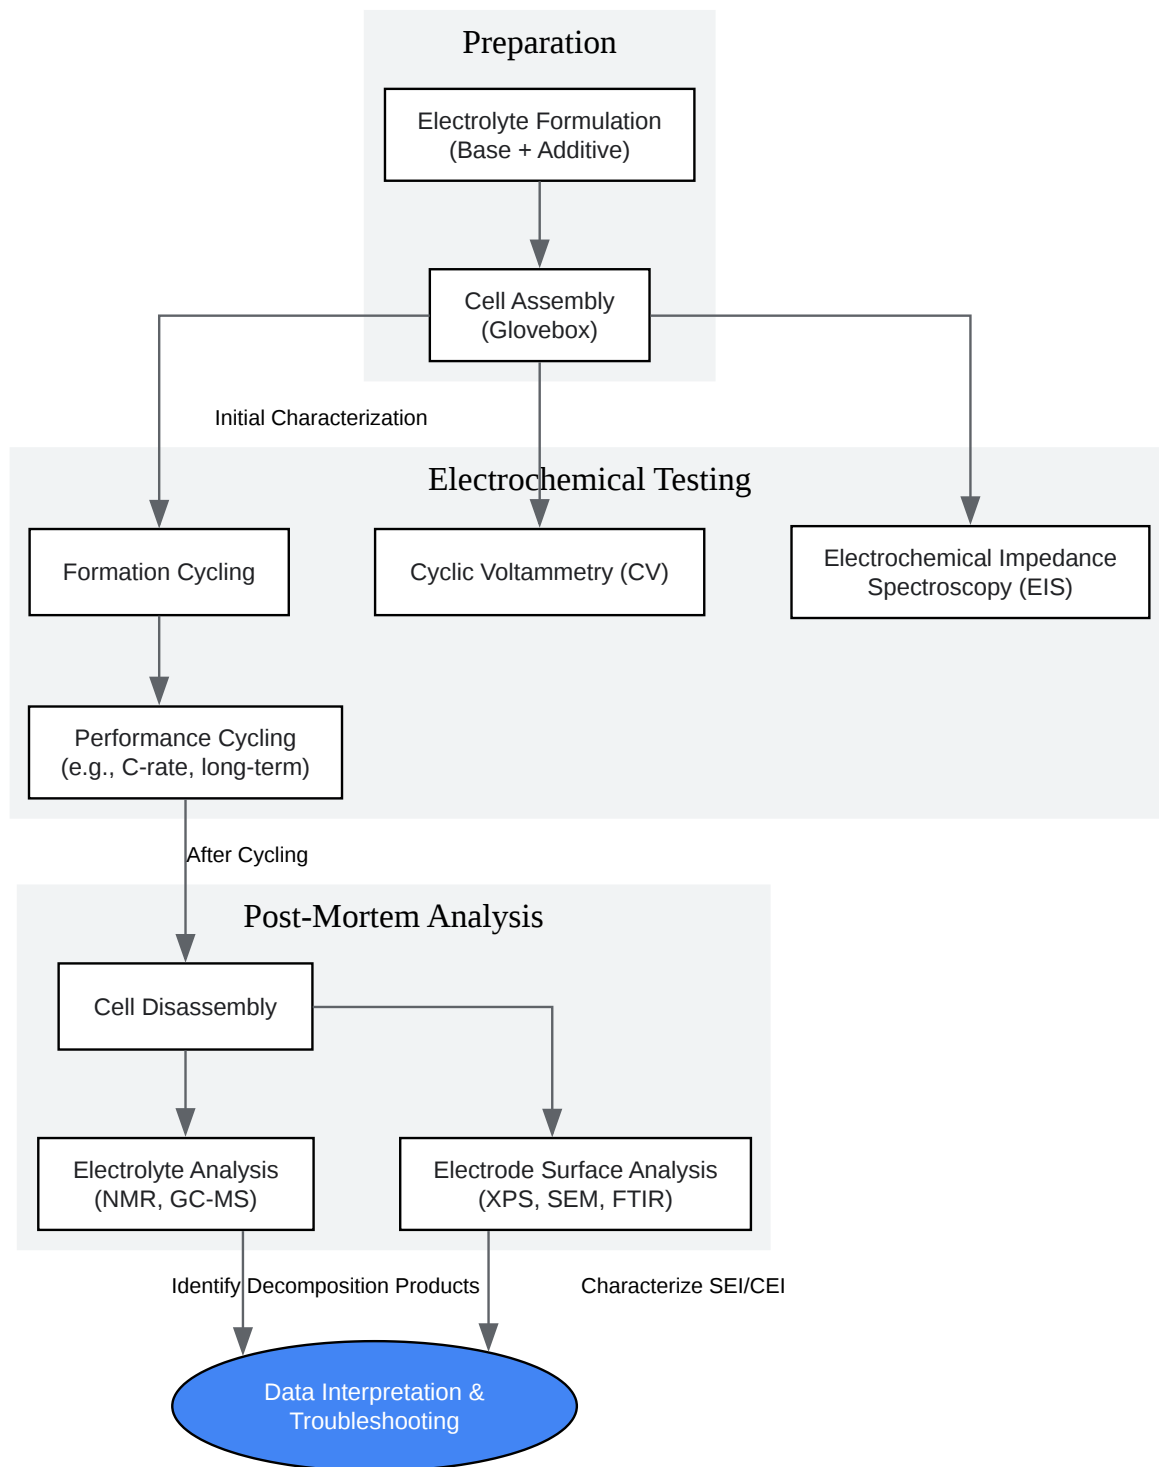 Preparation
Electrolyte Formulation
(Base + Additive)
Cell Assembly
(Glovebox)
Initial Characterization
Electrochemical Testing
Formation Cycling
Cyclic Voltammetry (CV)
Electrochemical Impedance
Spectroscopy (EIS)
Performance Cycling
(e.g., C-rate, long-term)
After Cycling
Post-Mortem Analysis
Cell Disassembly
Electrolyte Analysis
(NMR, GC-MS)
Electrode Surface Analysis
(XPS, SEM, FTIR)
Identify Decomposition Products
Characterize SEI/CEI
Data Interpretation &
Troubleshooting